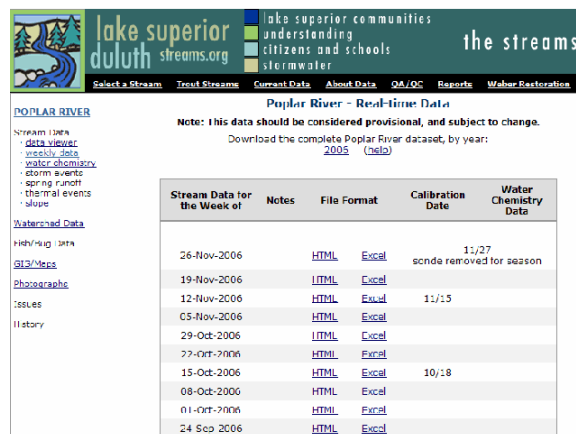 lake superior
duluth streams.org
lake superior communities
understanding
citizens and schools
stormwater
the streams
Select a Stream Trout Streams Current Data About Data QA/QC Reports Weber Restoration
POPLAR RIVER
Stream Data
· data viewer
· weekly data
· water chemistry
· storm events
· spring runoff
· thermal events
· slope
Watershed Data
Fish/Bug Data
GIS/Maps
Photographs
Issues
History
Poplar River - Real-time Data
Note: This data should be considered provisional, and subject to change.
Download the complete Poplar River dataset, by year:
2005 (help)
Stream Data for the Week of Notes File Format Calibration Date Water Chemistry Data
26-Nov-2006 HTML Excel 11/27 sonde removed for season
19-Nov-2006 HTML Excel
12-Nov-2006 HTML Excel 11/15
05-Nov-2006 HTML Excel
29-Oct-2006 HTML Excel
22-Oct-2006 HTML Excel
15-Oct-2006 HTML Excel 10/18
08-Oct-2006 HTML Excel
01-Oct-2006 HTML Excel
24-Sep-2006 HTML Excel